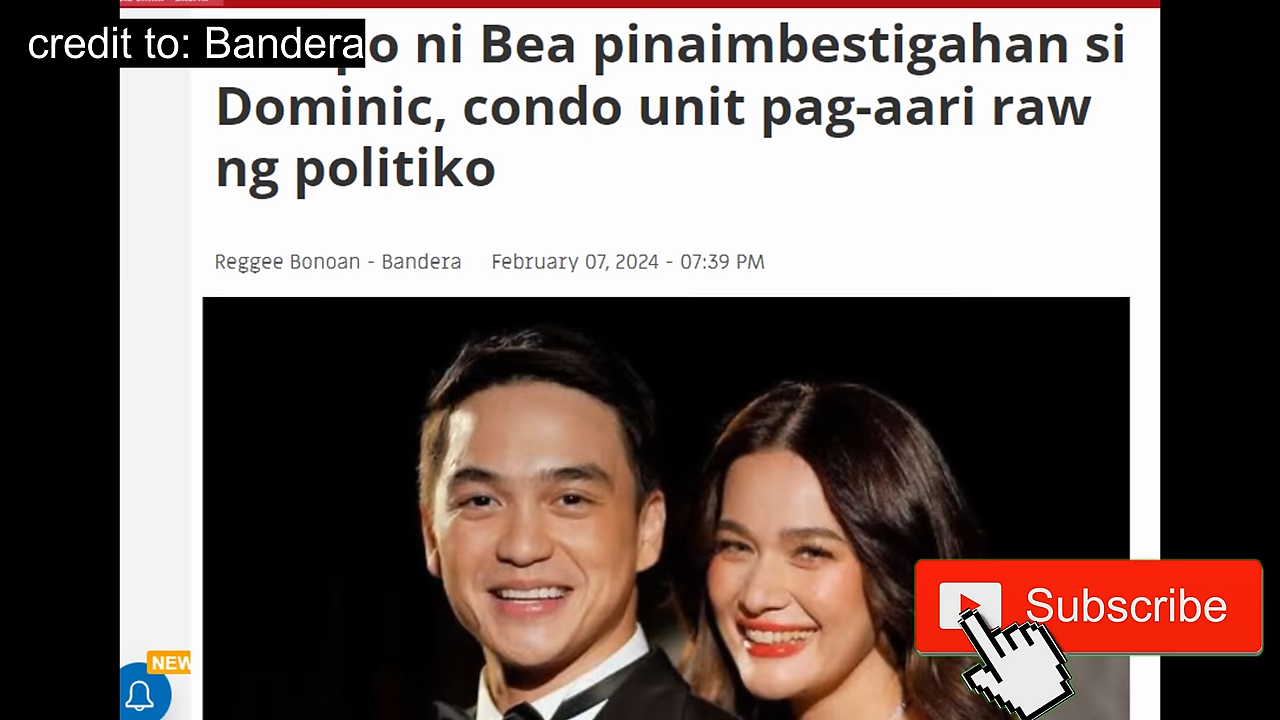 credit to: Bandera
ni Bea pinaimbestigahan si
Dominic, condo unit pag-aari raw
ng politiko
Reggee Bonoan - Bandera February 07, 2024 - 07:39 PM
Subscribe
NEW